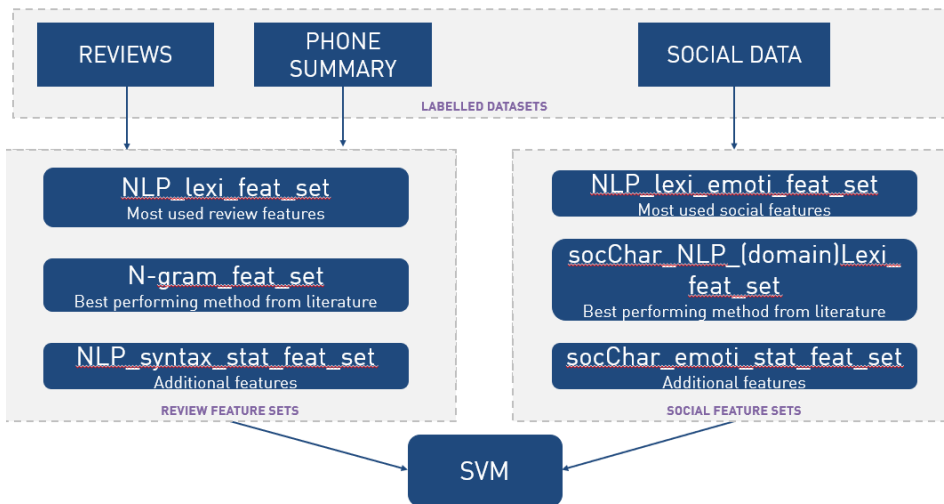 REVIEWS
PHONE
SUMMARY
SOCIAL DATA
LABELLED DATASETS
NLP_lexi_feat_set
Most used review features
N-gram_feat_set
Best performing method from literature
NLP_syntax_stat_feat_set
Additional features
REVIEW FEATURE SETS
NLP_lexi_emoti_feat_set
Most used social features
socChar_NLP_(domain)Lexi_
feat_set
Best performing method from literature
socChar_emoti_stat_feat_set
Additional features
SOCIAL FEATURE SETS
SVM